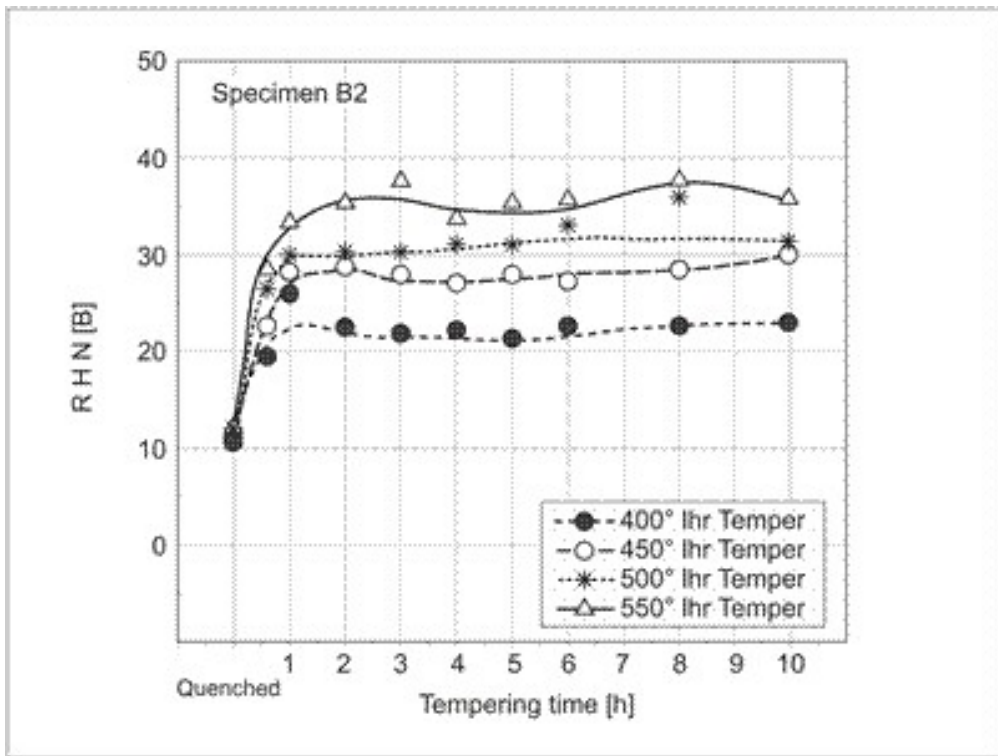 50
Specimen B2
40
30
20
10
0
R H N [B]
400° Ihr Temper
450° Ihr Temper
500° Ihr Temper
550° Ihr Temper
1 2 3 4 5 6 7 8 9 10
Quenched
Tempering time [h]